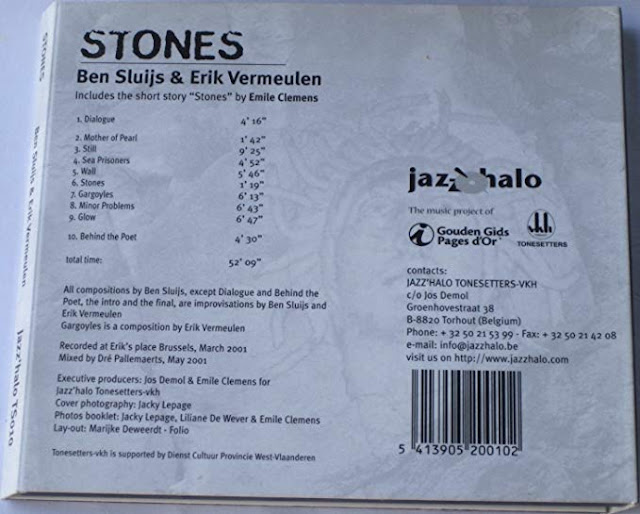 STONES
Ben Sluijs & Erik Vermeulen
Jazz'halo TS010
STONES
Ben Sluijs & Erik Vermeulen
Includes the short story "Stones" by Emile Clemens
1. Dialogue 4' 16"
2. Mother of Pearl 1' 42"
3. Still 9' 25"
4. Sea Prisoners 4' 52"
5. Wall 5' 46"
6. Stones 1' 19"
7. Gargoyles 6' 13"
8. Minor Problems 6' 43"
9. Glow 6' 47"
10. Behind the Poet 4' 30"
total time: 52' 09"
All compositions by Ben Sluijs, except Dialogue and Behind the
Poet, the intro and the final, are improvisations by Ben Sluijs and
Erik Vermeulen
Gargoyles is a composition by Erik Vermeulen
Recorded at Erik's place Brussels, March 2001
Mixed by Dré Pallemaerts, May 2001
Executive producers: Jos Demol & Emile Clemens for
Jazz'halo Tonesetters-vkh
Cover photography: Jacky Lepage
Photos booklet: Jacky Lepage, Liliane De Wever & Emile Clemens
Lay-out: Marijke Deweerdt - Folio
Tonesetters-vkh is supported by Dienst Cultuur Provincie West-Vlaanderen
jazz'halo
The music project of
Gouden Gids
Pages d'Or
vkh
TONESETTERS
contacts:
JAZZ'HALO TONESETTERS-VKH
c/o Jos Demol
Groenhovestraat 38
B-8820 Torhout (Belgium)
Phone: + 32 50 21 53 99 - Fax: + 32 50 21 42 08
e-mail: info@jazzhalo.be
visit us on http://www.jazzhalo.com
5 413905 200102